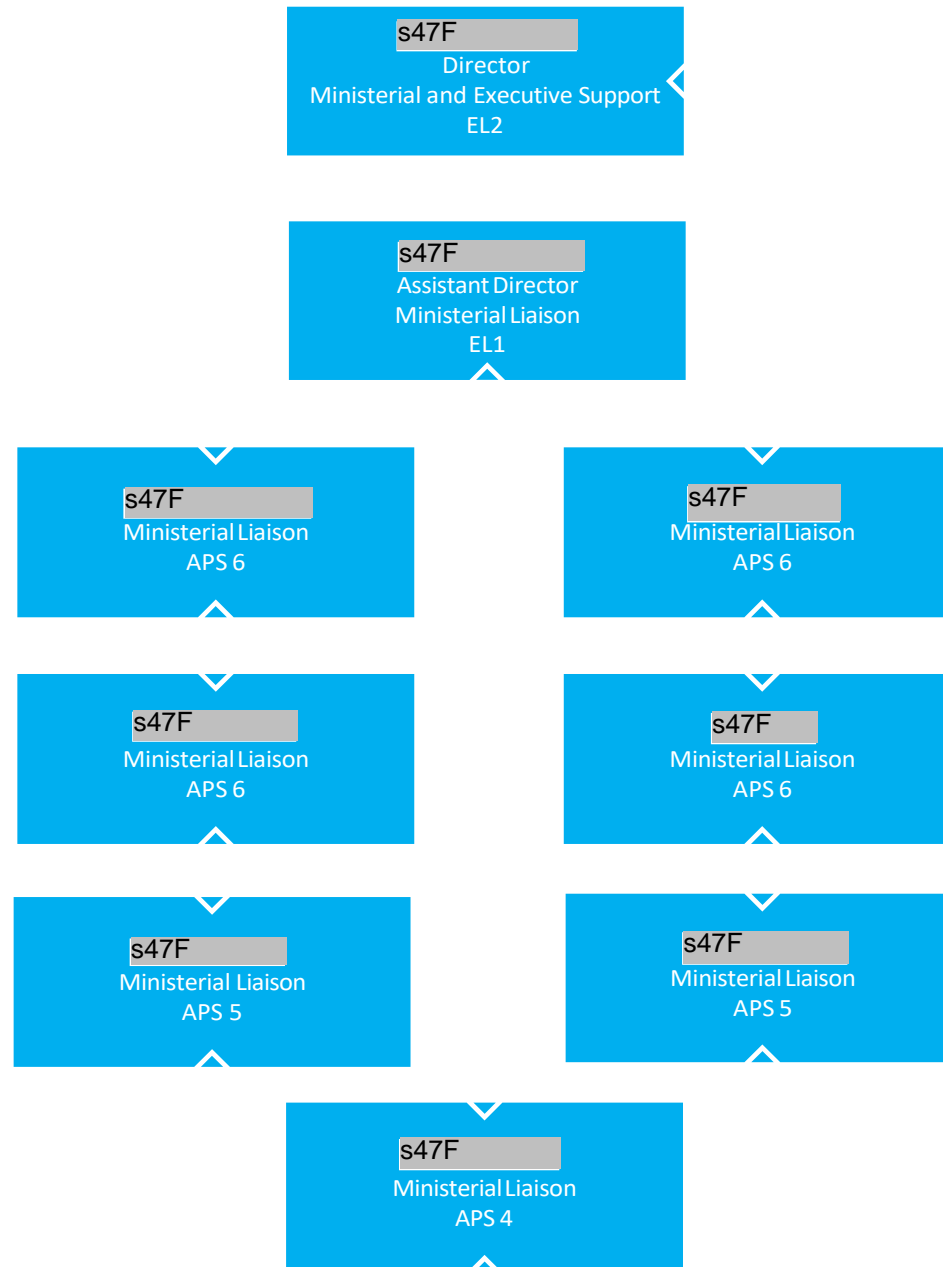 s47F
Director
Ministerial and Executive Support
EL2
s47F
Assistant Director
Ministerial Liaison
EL1
s47F
Ministerial Liaison
APS 6
s47F
Ministerial Liaison
APS 6
s47F
Ministerial Liaison
APS 6
s47F
Ministerial Liaison
APS 6
s47F
Ministerial Liaison
APS 5
s47F
Ministerial Liaison
APS 5
s47F
Ministerial Liaison
APS 4